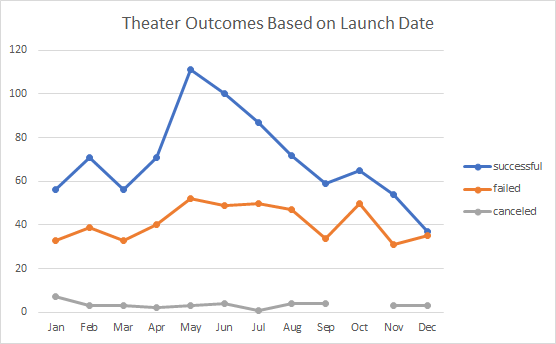 Theater Outcomes Based on Launch Date
120
100
80
60
40
20
0
Jan Feb Mar Apr May Jun Jul Aug Sep Oct Nov Dec
successful
failed
canceled